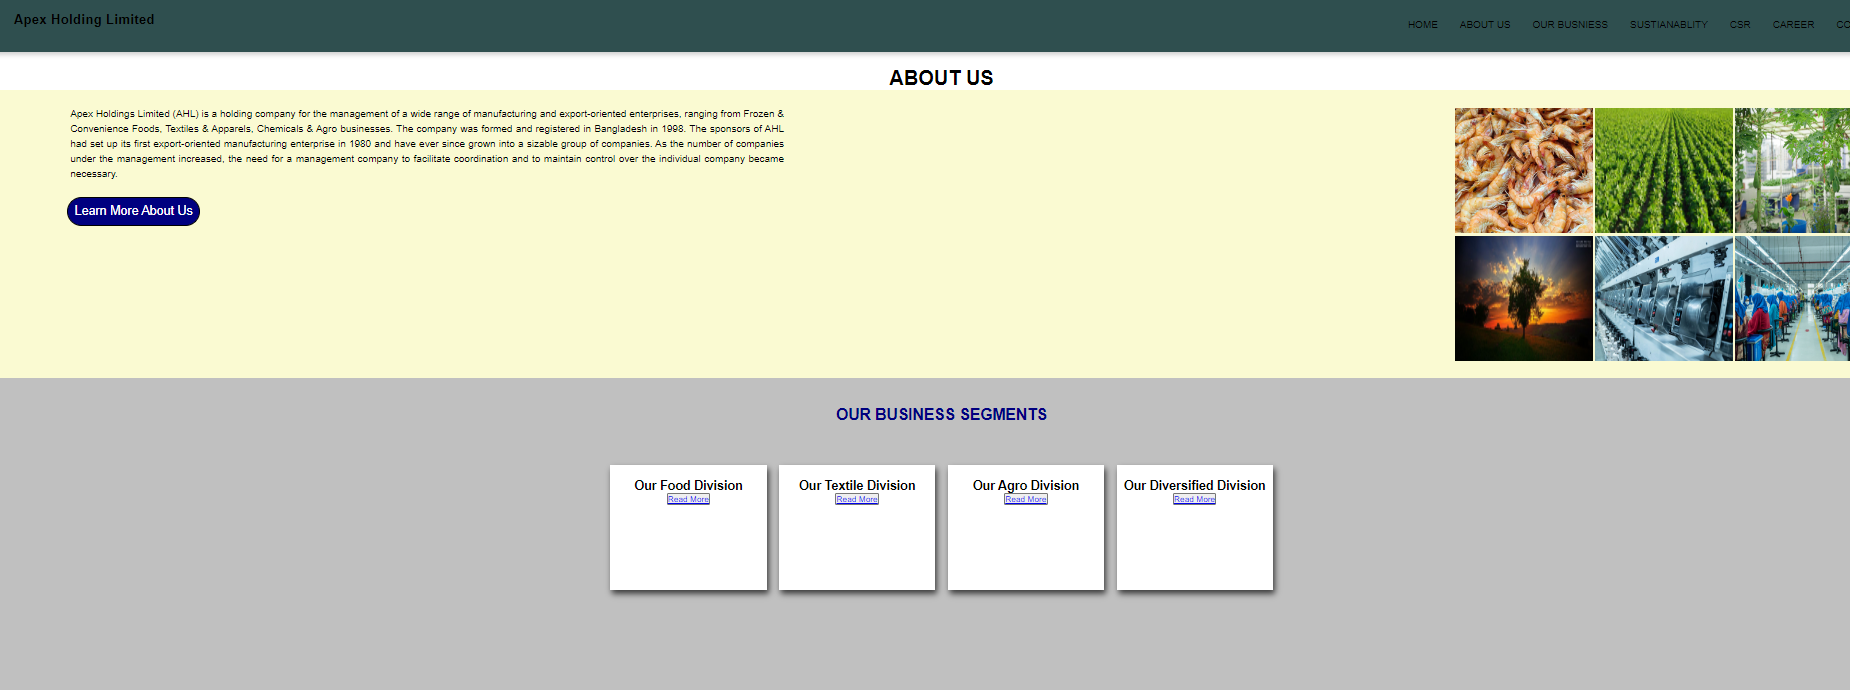 Apex Holding Limited
HOME ABOUT US OUR BUSNIESS SUSTIANABLITY CSR CAREER CO
ABOUT US
Apex Holdings Limited (AHL) is a holding company for the management of a wide range of manufacturing and export-oriented enterprises, ranging from Frozen &
Convenience Foods, Textiles & Apparels, Chemicals & Agro businesses. The company was formed and registered in Bangladesh in 1998. The sponsors of AHL
had set up its first export-oriented manufacturing enterprise in 1980 and have ever since grown into a sizable group of companies. As the number of companies
under the management increased, the need for a management company to facilitate coordination and to maintain control over the individual company became
necessary.
Learn More About Us
OUR BUSINESS SEGMENTS
Our Food Division
Read More
Our Textile Division
Read More
Our Agro Division
Read More
Our Diversified Division
Read More